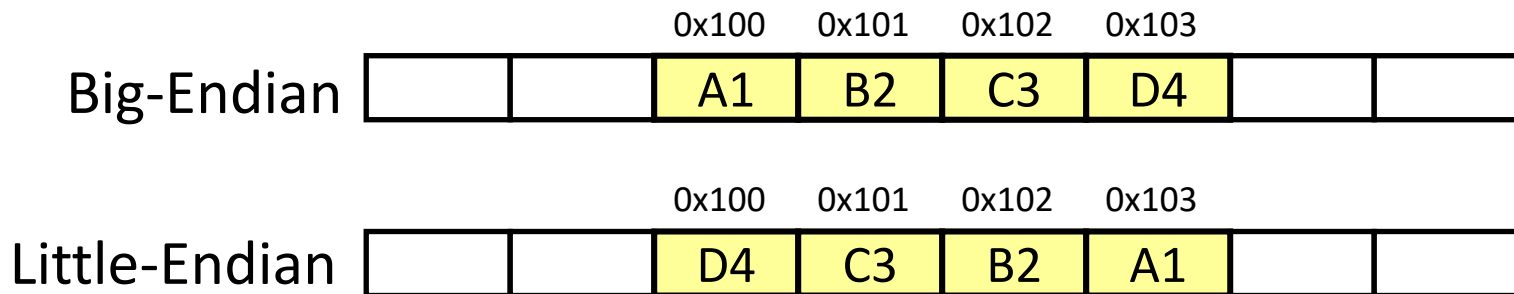 0x100 0x101 0x102 0x103
Big-Endian A1 B2 C3 D4
0x100 0x101 0x102 0x103
Little-Endian D4 C3 B2 A1